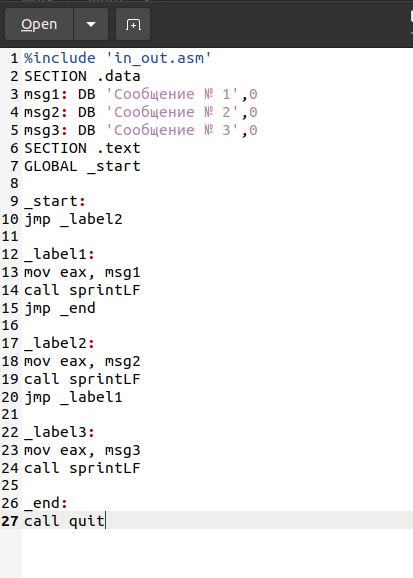 Open
1 %include 'in_out.asm'
2 SECTION .data
3 msg1: DB 'Сообщение № 1',0
4 msg2: DB 'Сообщение № 2',0
5 msg3: DB 'Сообщение № 3',0
6 SECTION .text
7 GLOBAL _start
8
9 _start:
10 jmp _label2
11
12 _label1:
13 mov eax, msg1
14 call sprintLF
15 jmp _end
16
17 _label2:
18 mov eax, msg2
19 call sprintLF
20 jmp _label1
21
22 _label3:
23 mov eax, msg3
24 call sprintLF
25
26 _end:
27 call quit